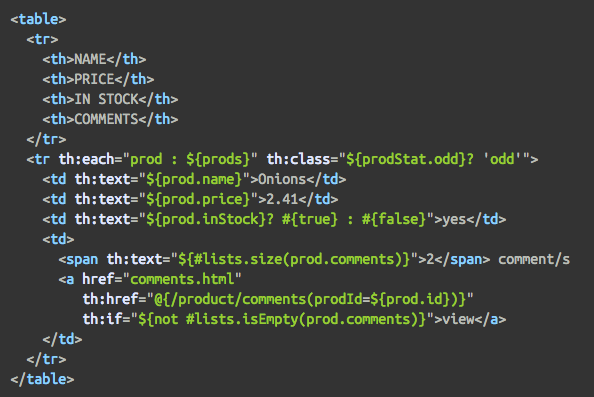 <table>
  <tr>
    <th>NAME</th>
    <th>PRICE</th>
    <th>IN STOCK</th>
    <th>COMMENTS</th>
  </tr>
  <tr th:each="prod : ${prods}" th:class="${prodStat.odd}? 'odd'">
    <td th:text="${prod.name}">Onions</td>
    <td th:text="${prod.price}">2.41</td>
    <td th:text="${prod.inStock}? #{true} : #{false}">yes</td>
    <td>
      <span th:text="${#lists.size(prod.comments)}">2</span> comment/s
      <a href="comments.html"
         th:href="@{/product/comments(prodId=${prod.id})}"
         th:if="${not #lists.isEmpty(prod.comments)}">view</a>
    </td>
  </tr>
</table>